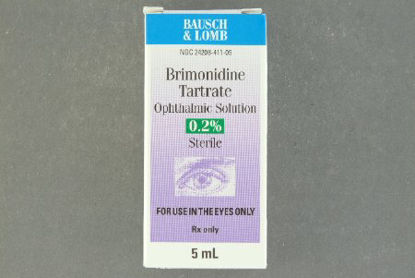 BAUSCH
& LOMB
NDC 24208-411-05
Brimonidine
Tartrate
Ophthalmic Solution
0.2%
Sterile
FOR USE IN THE EYES ONLY
Rx only
5 mL